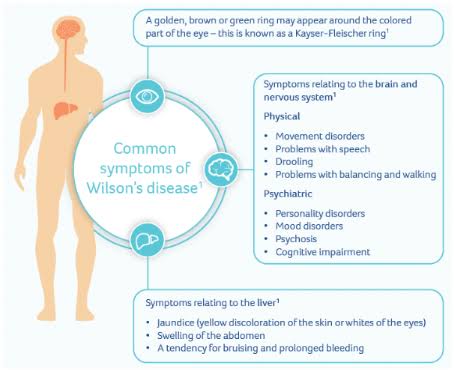 A golden, brown or green ring may appear around the colored
part of the eye – this is known as a Kayser-Fleischer ring¹
Common
symptoms of
Wilson's disease¹
Symptoms relating to the brain and
nervous system¹
Physical
• Movement disorders
• Problems with speech
• Drooling
• Problems with balancing and walking
Psychiatric
• Personality disorders
• Mood disorders
• Psychosis
• Cognitive impairment
Symptoms relating to the liver¹
• Jaundice (yellow discoloration of the skin or whites of the eyes)
• Swelling of the abdomen
• A tendency for bruising and prolonged bleeding